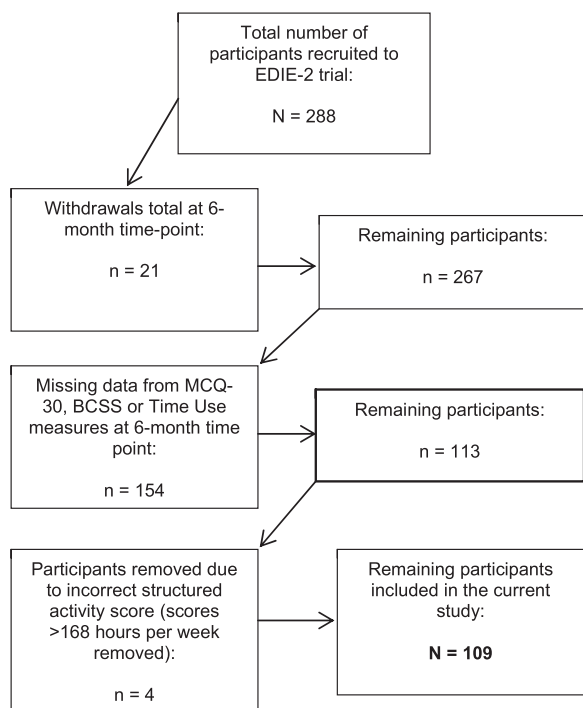 Total number of
participants recruited to
EDIE-2 trial:
N = 288
Withdrawals total at 6-
month time-point:
n = 21
Remaining participants:
n = 267
Missing data from MCQ-
30, BCSS or Time Use
measures at 6-month time
point:
n = 154
Remaining participants:
n = 113
Participants removed due
to incorrect structured
activity score (scores
>168 hours per week
removed):
n = 4
Remaining participants
included in the current
study:
N = 109